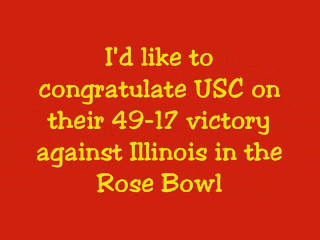 I'd like to
congratulate USC on
their 49-17 victory
against Illinois in the
Rose Bowl